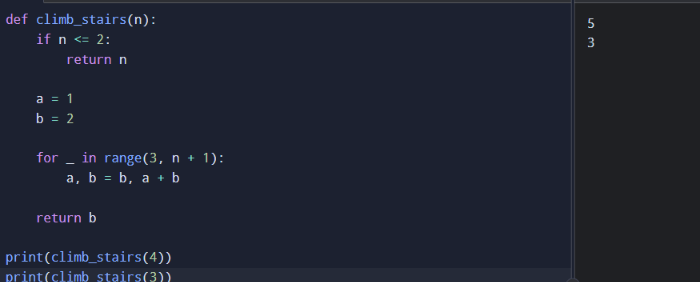 def climb_stairs(n):
    if n <= 2:
        return n

    a = 1
    b = 2

    for _ in range(3, n + 1):
        a, b = b, a + b

    return b

print(climb_stairs(4))
print(climb_stairs(3))
5
3